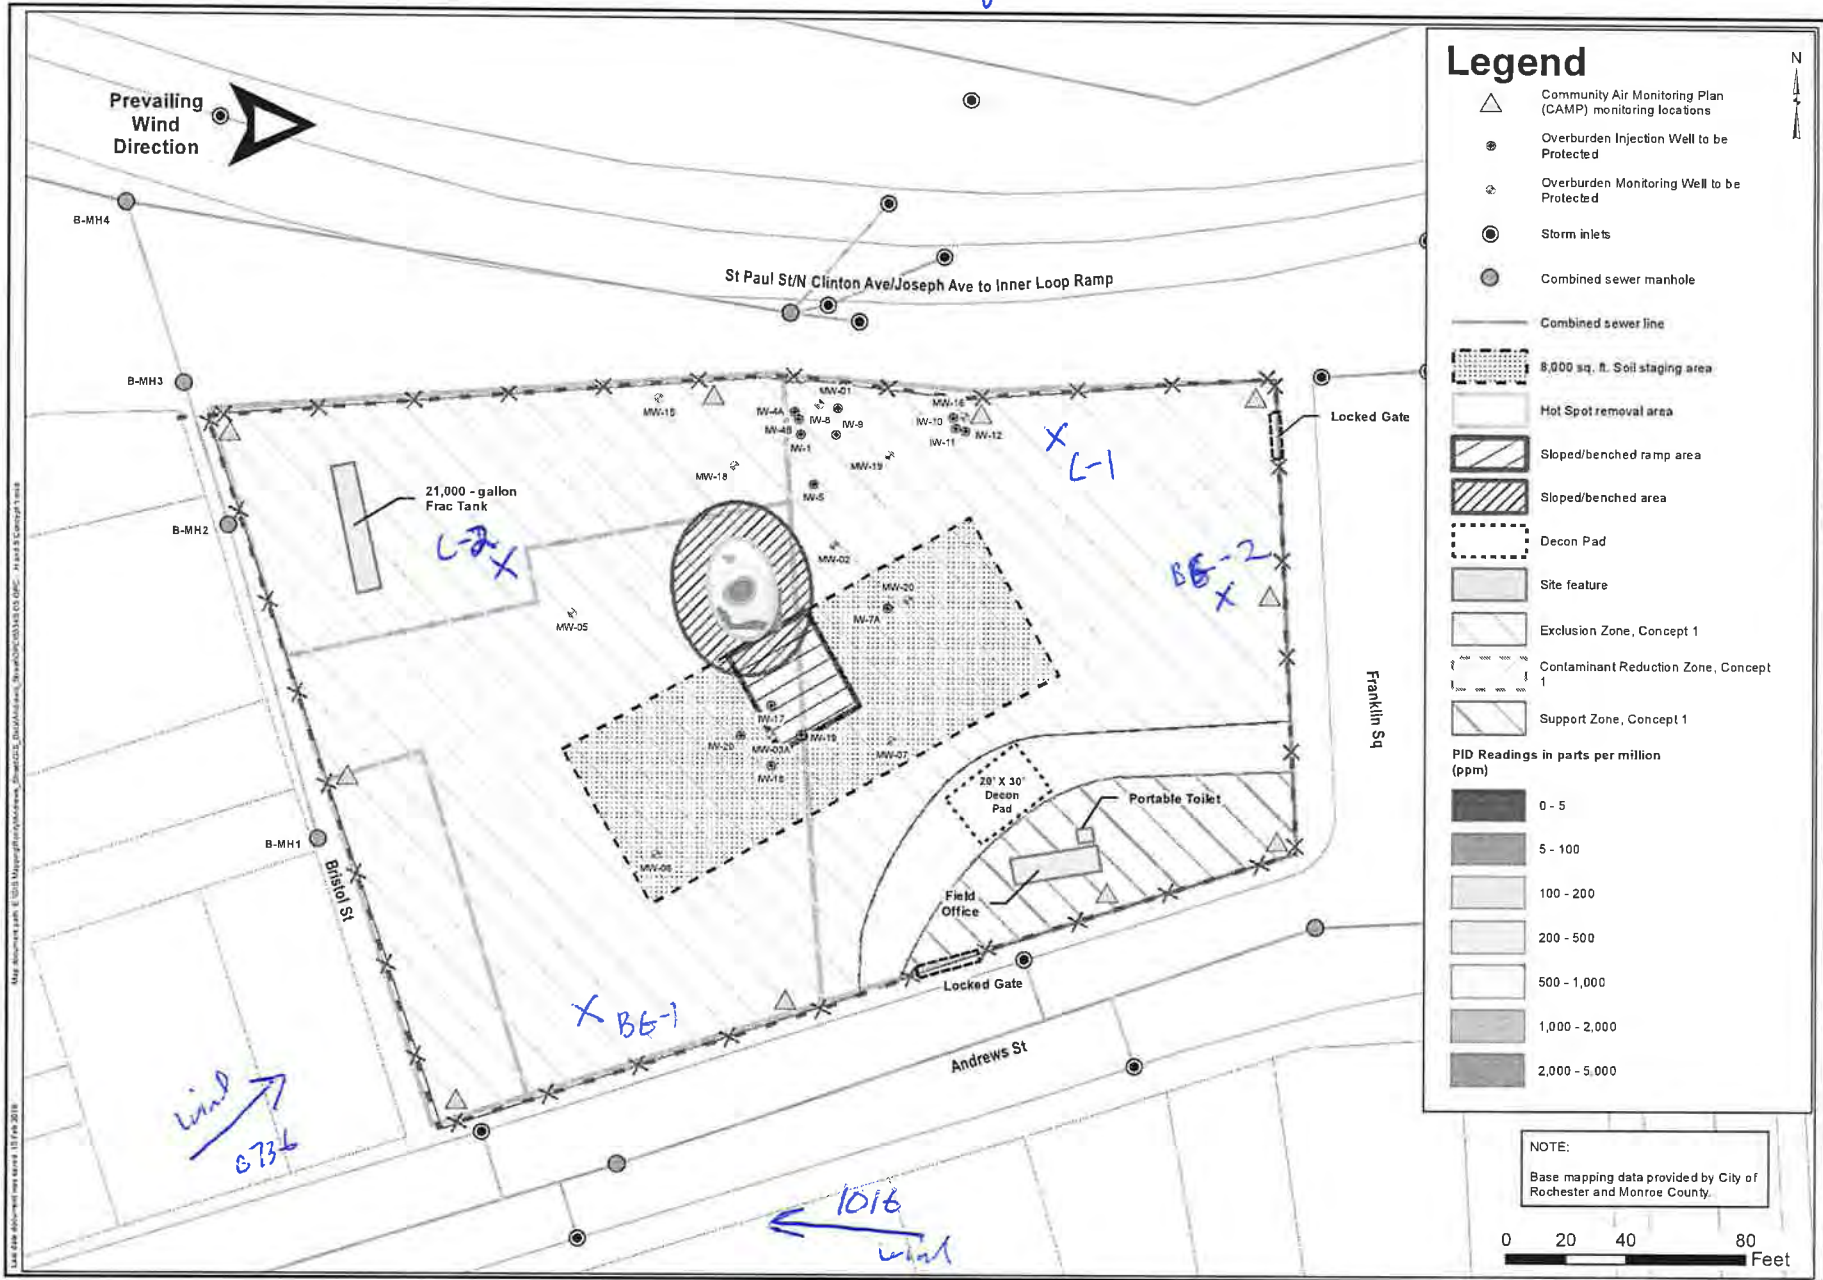 Prevailing
Wind
Direction
B-MH4
B-MH3
B-MH2
B-MH1
St Paul St/N Clinton Ave/Joseph Ave to Inner Loop Ramp
Locked Gate
MW-15
IW-4A
MW-01
IW-8
IW-4B
IW-9
IW-1
MW-16
IW-10
IW-11
IW-12
MW-18
MW-19
IW-5
L-1
21,000 - gallon
Frac Tank
L-2
MW-02
MW-20
IW-7A
BG-2
MW-05
IW-17
IW-20
MW-03A
IW-19
IW-18
MW-07
MW-06
20' X 30'
Decon
Pad
Portable Toilet
Field
Office
Locked Gate
BG-1
Bristol St
Franklin Sq
Andrews St
wind
0736
1016
wind
Legend
N
Community Air Monitoring Plan
(CAMP) monitoring locations
Overburden Injection Well to be
Protected
Overburden Monitoring Well to be
Protected
Storm inlets
Combined sewer manhole
Combined sewer line
8,000 sq. ft. Soil staging area
Hot Spot removal area
Sloped/benched ramp area
Sloped/benched area
Decon Pad
Site feature
Exclusion Zone, Concept 1
Contaminant Reduction Zone, Concept
1
Support Zone, Concept 1
PID Readings in parts per million
(ppm)
0 - 5
5 - 100
100 - 200
200 - 500
500 - 1,000
1,000 - 2,000
2,000 - 5,000
NOTE:
Base mapping data provided by City of
Rochester and Monroe County.
0 20 40 80
Feet